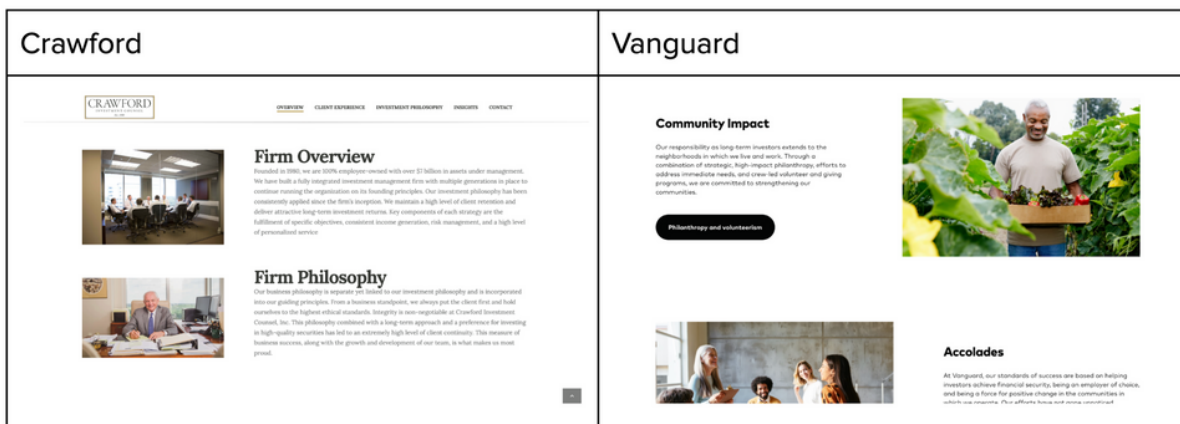 Crawford
Vanguard
CRAWFORD
INVESTMENT COUNSEL
OVERVIEW CLIENT EXPERIENCE INVESTMENT PHILOSOPHY INSIGHTS CONTACT
Firm Overview
Founded in 1980, we are 100% employee-owned with over $7 billion in assets under management.
We have built a fully integrated investment management firm with multiple generations in place to
continue running the organization on its founding principles. Our investment philosophy has been
consistently applied since the firm's inception. We maintain a high level of client retention and
deliver attractive long-term investment returns. Key components of each strategy are the
fulfillment of specific objectives, consistent income generation, risk management, and a high level
of personalized service
Firm Philosophy
Our business philosophy is separate yet linked to our investment philosophy and is incorporated
into our guiding principles. From a business standpoint, we always put the client first and hold
ourselves to the highest ethical standards. Integrity is non-negotiable at Crawford Investment
Counsel, Inc. This philosophy combined with a long-term approach and a preference for investing
in high-quality securities has led to an extremely high level of client continuity. This measure of
business success, along with the growth and development of our team, is what makes us most
proud.
Community Impact
Our responsibility as long-term investors extends to the
neighborhoods in which we live and work. Through a
combination of strategic, high-impact philanthropy, efforts to
address immediate needs, and crew-led volunteer and giving
programs, we are committed to strengthening our
communities.
Philanthropy and volunteerism
Accolades
At Vanguard, our standards of success are based on helping
investors achieve financial security, being an employer of choice,
and being a force for positive change in the communities in
which we operate. Our efforts have not gone unnoticed